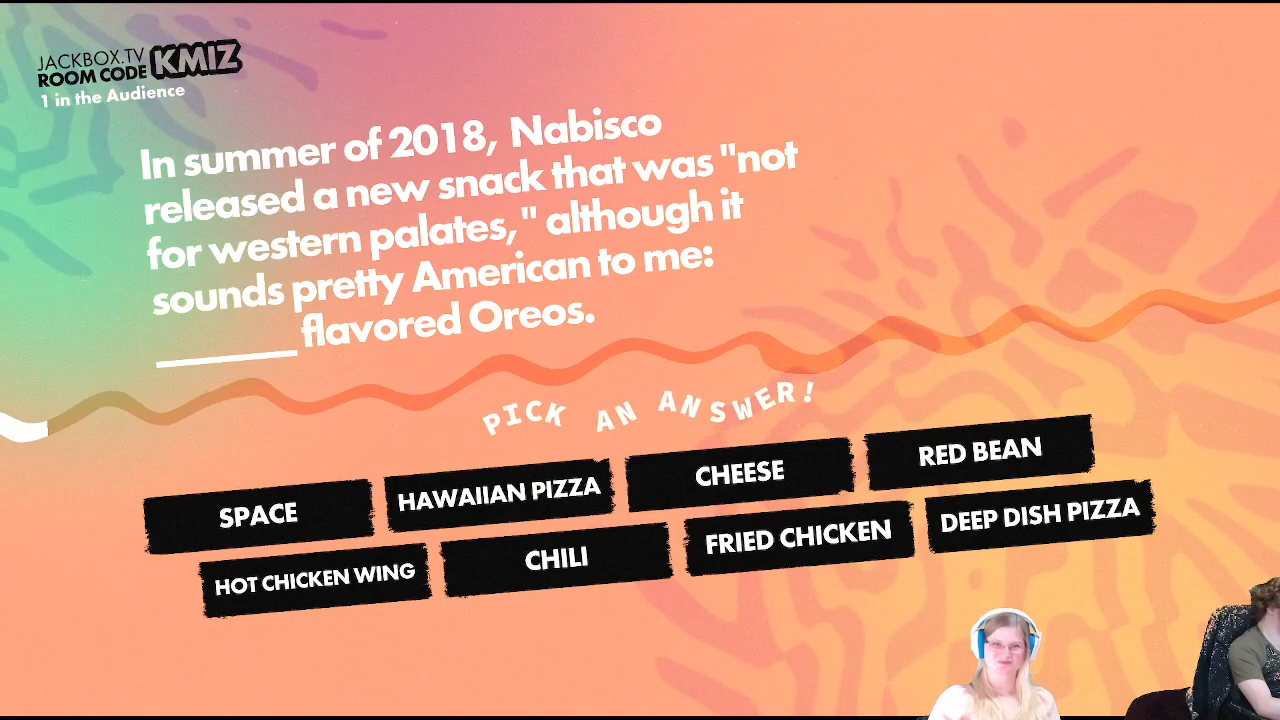 JACKBOX.TV
ROOM CODE KMIZ
1 in the Audience
In summer of 2018, Nabisco
released a new snack that was "not
for western palates," although it
sounds pretty American to me:
______ flavored Oreos.
PICK AN ANSWER!
SPACE
HAWAIIAN PIZZA
CHEESE
RED BEAN
HOT CHICKEN WING
CHILI
FRIED CHICKEN
DEEP DISH PIZZA